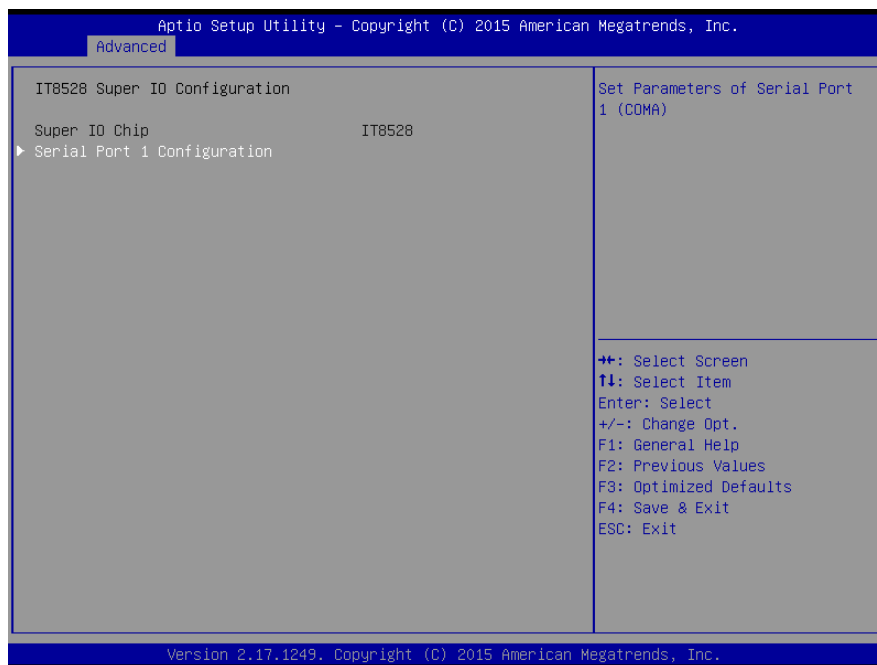 Aptio Setup Utility – Copyright (C) 2015 American Megatrends, Inc.
Advanced
IT8528 Super IO Configuration
Super IO Chip IT8528
▶ Serial Port 1 Configuration
Set Parameters of Serial Port
1 (COMA)
→←: Select Screen
↑↓: Select Item
Enter: Select
+/-: Change Opt.
F1: General Help
F2: Previous Values
F3: Optimized Defaults
F4: Save & Exit
ESC: Exit
Version 2.17.1249. Copyright (C) 2015 American Megatrends, Inc.